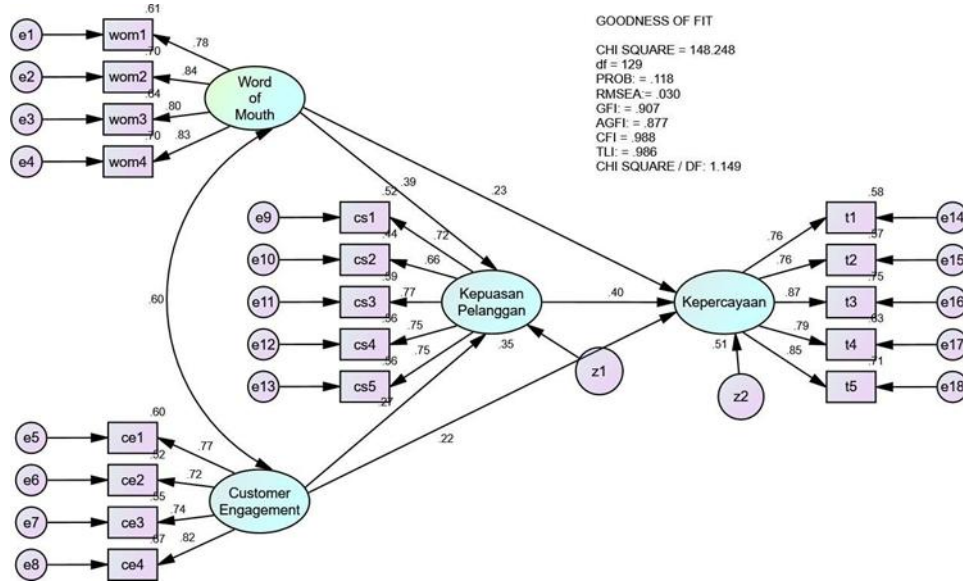 GOODNESS OF FIT
CHI SQUARE = 148.248
df = 129
PROB: = .118
RMSEA:= .030
GFI: = .907
AGFI: = .877
CFI = .988
TLI: = .986
CHI SQUARE / DF: 1.149
.61
e1 wom1 .78
.70
e2 wom2 .84
.64
e3 wom3 .80
.70
e4 wom4 .83
Word
of
Mouth
.39
.23
.60
.52
e9 cs1 .72
.44
e10 cs2 .66
.59
e11 cs3 .77
.56
e12 cs4 .75
.56
e13 cs5 .75
Kepuasan
Pelanggan
.35
.40
z1
.27
.22
Kepercayaan
.51
z2
.58
.76 t1 e14
.57
.76 t2 e15
.75
.87 t3 e16
.63
.79 t4 e17
.71
.85 t5 e18
.60
e5 ce1 .77
.52
e6 ce2 .72
.55
e7 ce3 .74
.67
e8 ce4 .82
Customer
Engagement